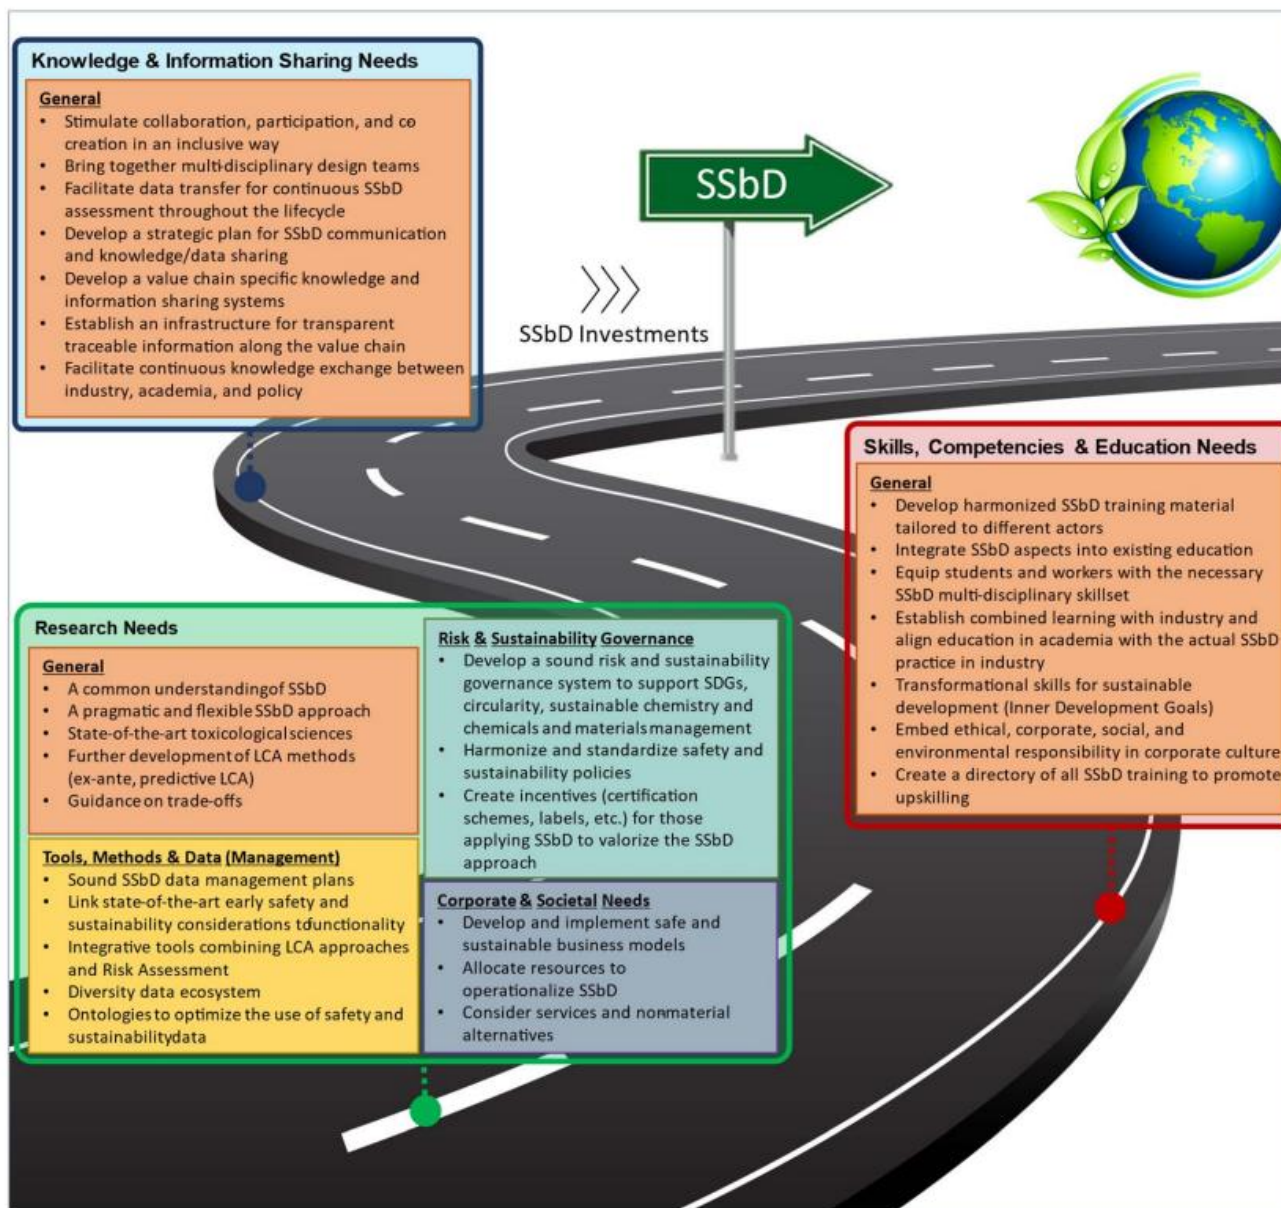 Knowledge & Information Sharing Needs
General
• Stimulate collaboration, participation, and co
creation in an inclusive way
• Bring together multi-disciplinary design teams
• Facilitate data transfer for continuous SSbD
assessment throughout the lifecycle
• Develop a strategic plan for SSbD communication
and knowledge/data sharing
• Develop a value chain specific knowledge and
information sharing systems
• Establish an infrastructure for transparent
traceable information along the value chain
• Facilitate continuous knowledge exchange between
industry, academia, and policy
SSbD
SSbD Investments
Skills, Competencies & Education Needs
General
• Develop harmonized SSbD training material
tailored to different actors
• Integrate SSbD aspects into existing education
• Equip students and workers with the necessary
SSbD multi-disciplinary skillset
• Establish combined learning with industry and
align education in academia with the actual SSbD
practice in industry
• Transformational skills for sustainable
development (Inner Development Goals)
• Embed ethical, corporate, social, and
environmental responsibility in corporate culture
• Create a directory of all SSbD training to promote
upskilling
Research Needs
General
• A common understanding of SSbD
• A pragmatic and flexible SSbD approach
• State-of-the-art toxicological sciences
• Further development of LCA methods
(ex-ante, predictive LCA)
• Guidance on trade-offs
Tools, Methods & Data (Management)
• Sound SSbD data management plans
• Link state-of-the-art early safety and
sustainability considerations to functionality
• Integrative tools combining LCA approaches
and Risk Assessment
• Diversity data ecosystem
• Ontologies to optimize the use of safety and
sustainability data
Risk & Sustainability Governance
• Develop a sound risk and sustainability
governance system to support SDGs,
circularity, sustainable chemistry and
chemicals and materials management
• Harmonize and standardize safety and
sustainability policies
• Create incentives (certification
schemes, labels, etc.) for those
applying SSbD to valorize the SSbD
approach
Corporate & Societal Needs
• Develop and implement safe and
sustainable business models
• Allocate resources to
operationalize SSbD
• Consider services and non-material
alternatives